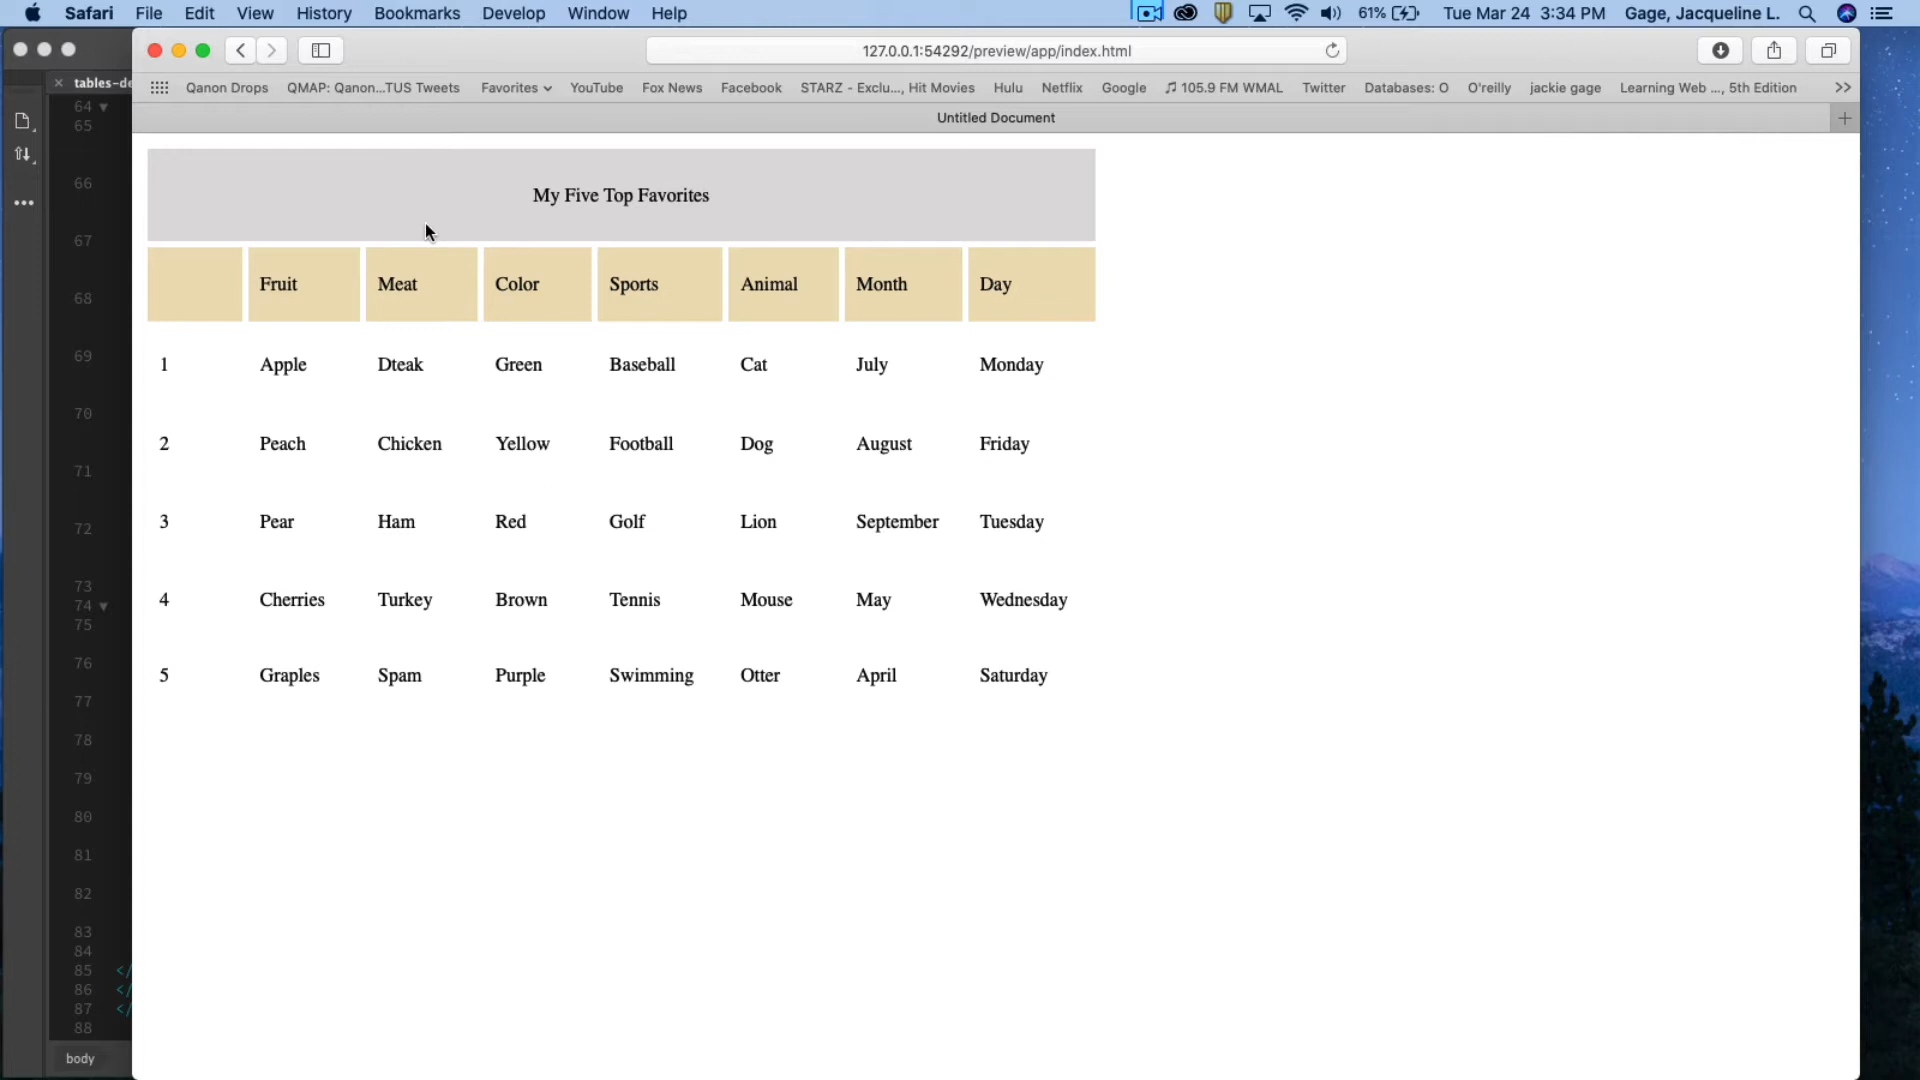 Safari File Edit View History Bookmarks Develop Window Help 61% Tue Mar 24 3:34 PM Gage, Jacqueline L.
127.0.0.1:54292/preview/app/index.html
tables-de
Qanon Drops QMAP: Qanon...TUS Tweets Favorites YouTube Fox News Facebook STARZ - Exclu..., Hit Movies Hulu Netflix Google 105.9 FM WMAL Twitter Databases: O O'reilly jackie gage Learning Web ..., 5th Edition
Untitled Document
My Five Top Favorites
Fruit Meat Color Sports Animal Month Day
1 Apple Dteak Green Baseball Cat July Monday
2 Peach Chicken Yellow Football Dog August Friday
3 Pear Ham Red Golf Lion September Tuesday
4 Cherries Turkey Brown Tennis Mouse May Wednesday
5 Graples Spam Purple Swimming Otter April Saturday
64
65
66
67
68
69
70
71
72
73
74
75
76
77
78
79
80
81
82
83
84
85 </
86 </
87 </
88
body